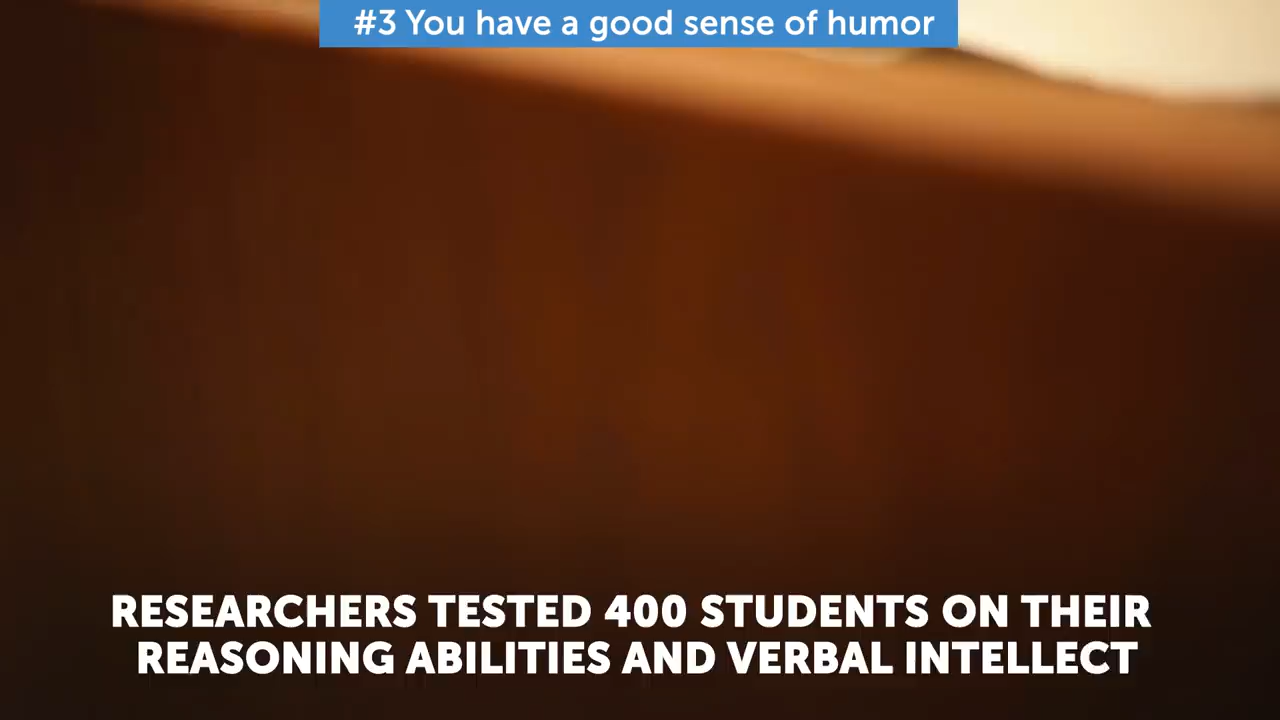 #3 You have a good sense of humor
RESEARCHERS TESTED 400 STUDENTS ON THEIR
REASONING ABILITIES AND VERBAL INTELLECT